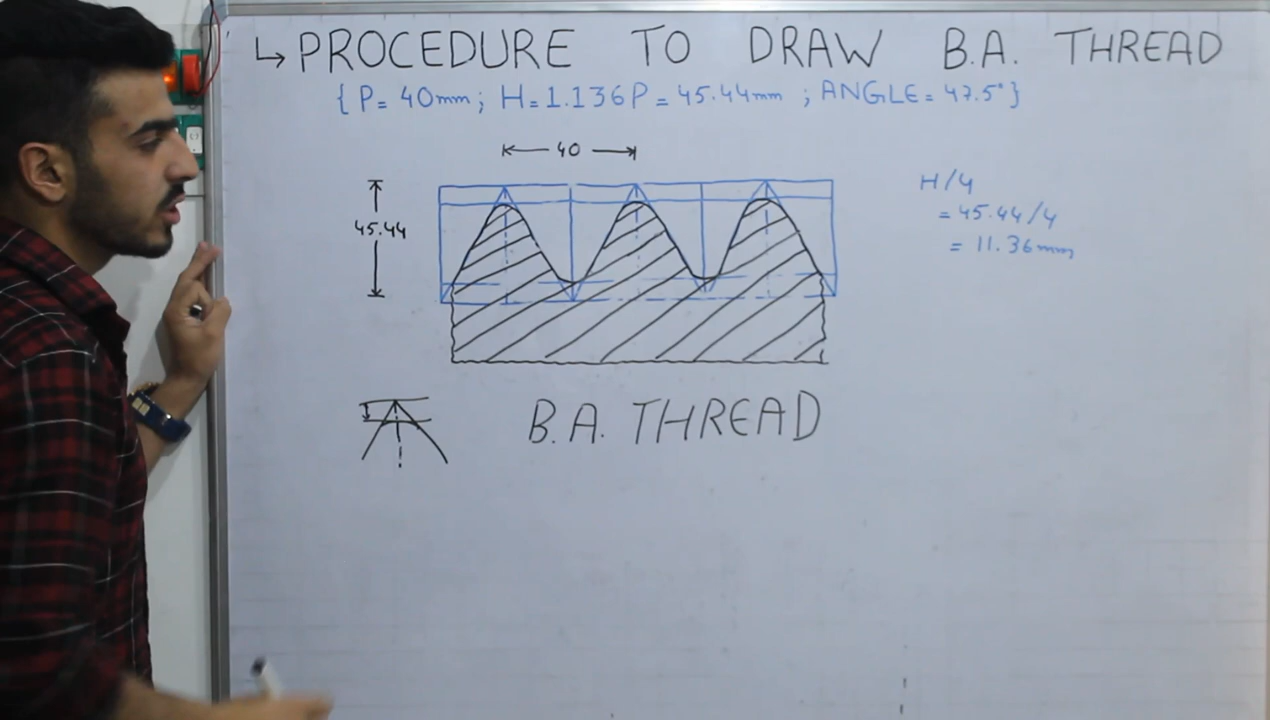 ↳ PROCEDURE TO DRAW B.A. THREAD
{ P= 40mm; H=1.136P = 45.44mm ; ANGLE= 47.5° }
40
45.44
H/4
= 45.44/4
= 11.36mm
B.A. THREAD